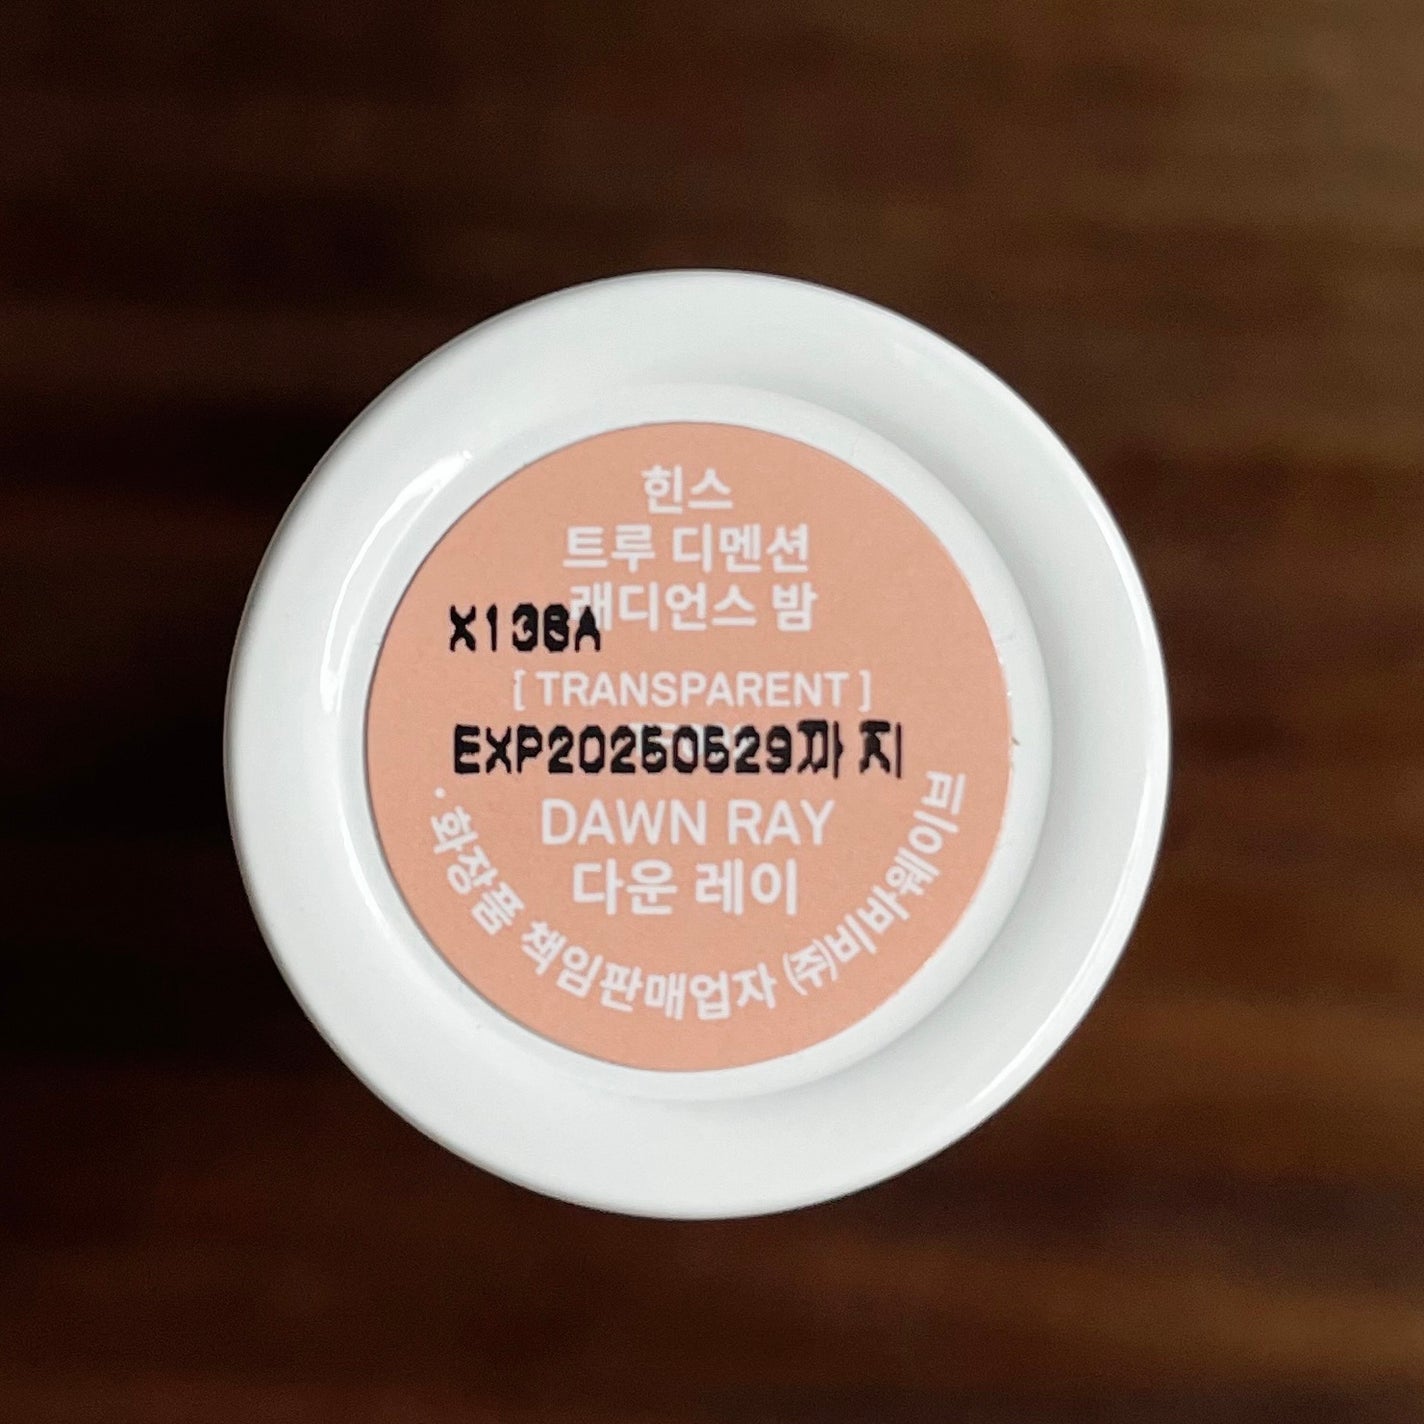 힌스
트루 디멘션
래디언스 밤
X138A
[ TRANSPARENT ]
EXP20250529까지
DAWN RAY
다운 레이
· 화장품 책임판매업자 ㈜비바웨이브